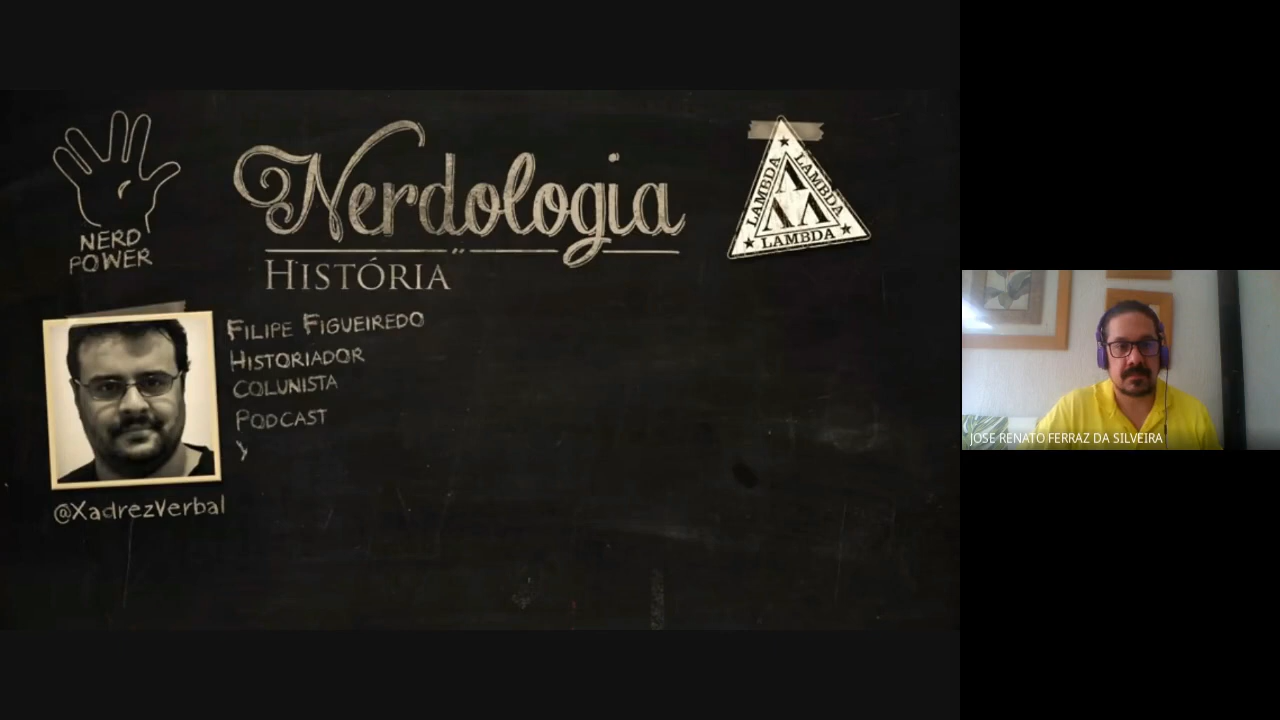 NERD
POWER
Nerdologia
HISTÓRIA
LAMBDA
LAMBDA
LAMBDA
FILIPE FIGUEIREDO
HISTORIADOR
COLUNISTA
PODCAST
@XadrezVerbal
JOSE RENATO FERRAZ DA SILVEIRA